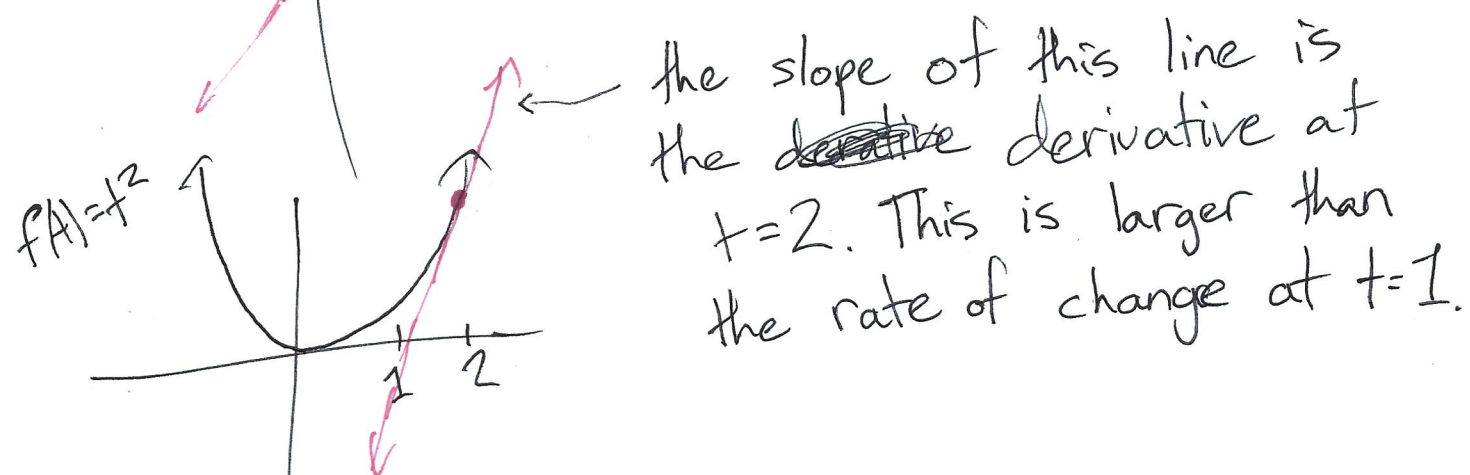 the slope of this line is
the derivative at
t=2. This is larger than
the rate of change at t=1.
f(t)=t²
1 2